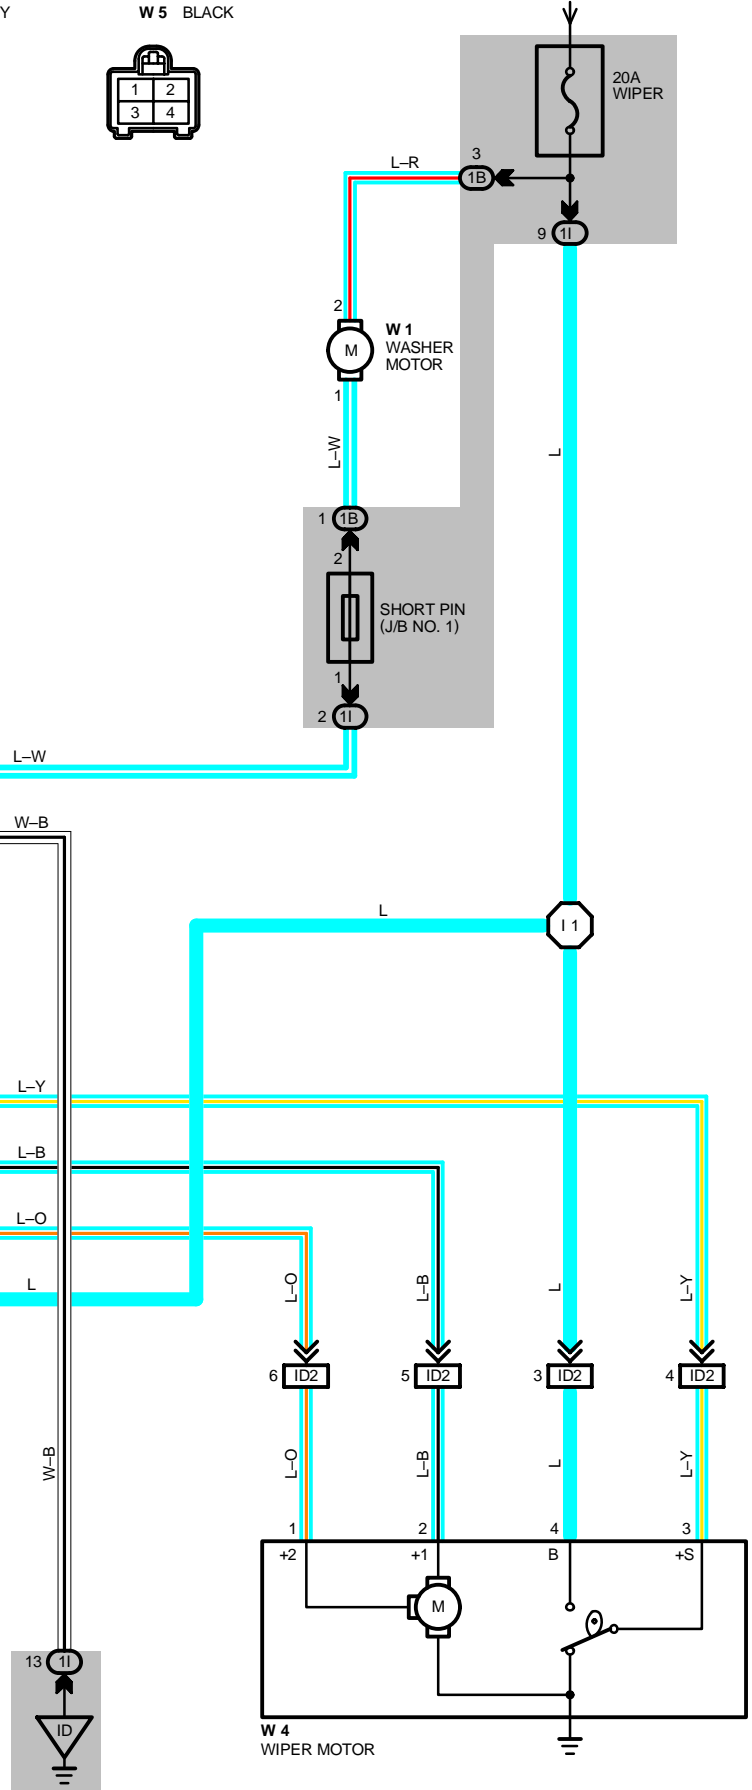 Y
W 5 BLACK
1 2
3 4
20A
WIPER
L–R
3
1B
9 1I
2
W 1
WASHER
MOTOR
M
1
L–W
L
1 1B
2
SHORT PIN
(J/B NO. 1)
1
2 1I
L–W
W–B
L
I 1
L–Y
L–B
L–O
L
L–O
L–B
L
L–Y
6 ID2
5 ID2
3 ID2
4 ID2
W–B
L–O
L–B
L
L–Y
1
2
4
3
+2
+1
B
+S
M
13 1I
ID
W 4
WIPER MOTOR